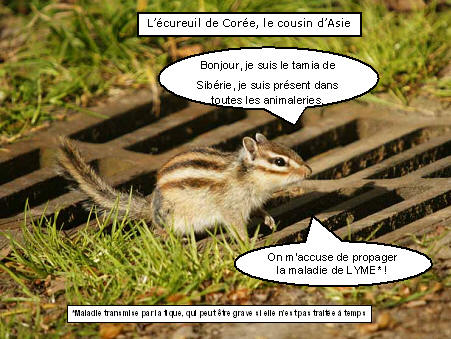 L'écureuil de Corée, le cousin d'Asie
Bonjour, je suis le tamia de
Sibérie, je suis présent dans
toutes les animaleries.
On m'accuse de propager
la maladie de LYME* !
*Maladie transmise par la tique, qui peut être grave si elle n'est pas traitée à temps